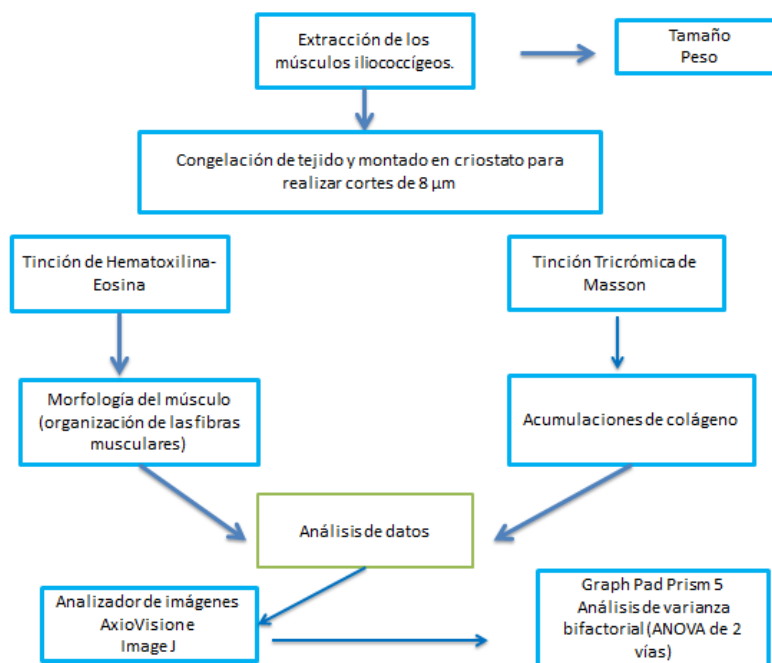 Extracción de los
músculos iliococcígeos.
Tamaño
Peso
Congelación de tejido y montado en criostato para
realizar cortes de 8 µm
Tinción de Hematoxilina-
Eosina
Tinción Tricrómica de
Masson
Morfología del músculo
(organización de las fibras
musculares)
Acumulaciones de colágeno
Análisis de datos
Analizador de imágenes
AxioVision e
Image J
Graph Pad Prism 5
Análisis de varianza
bifactorial (ANOVA de 2
vías)